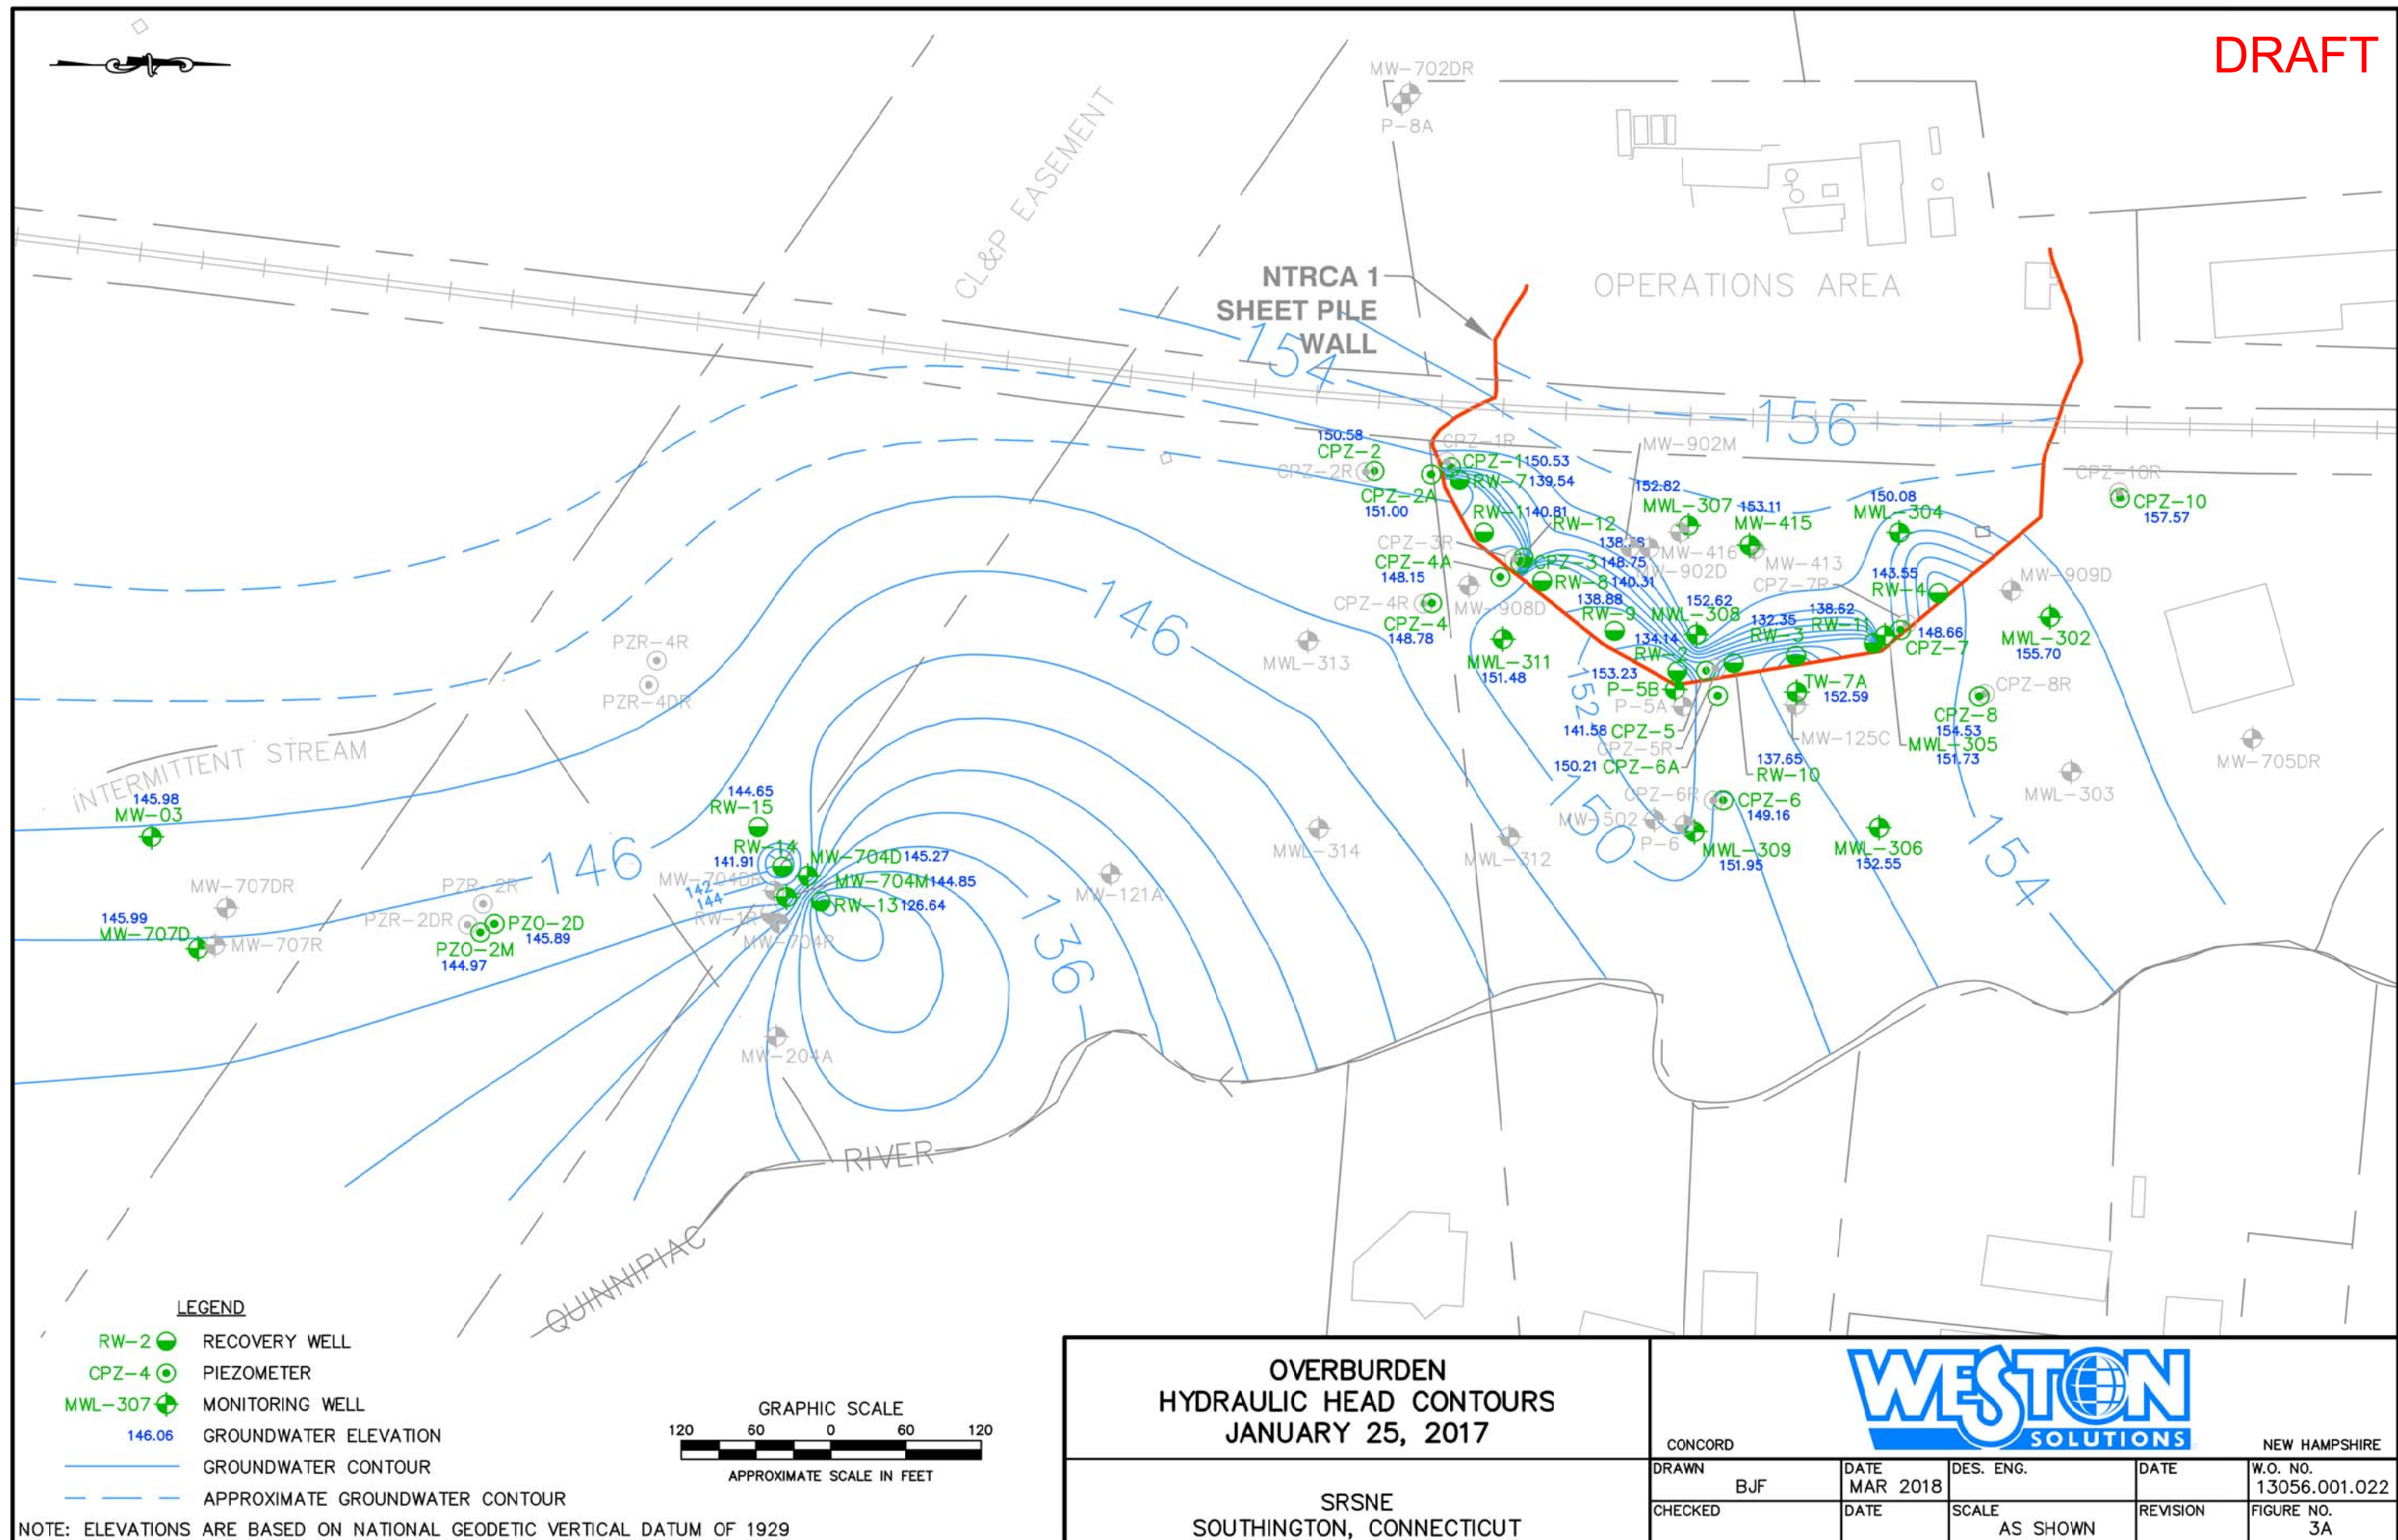 DRAFT
MW-702DR
P-8A
CL&P EASEMENT
NTRCA 1
SHEET PILE
WALL
OPERATIONS AREA
154
156
150.58
CPZ-2
CPZ-2R
CPZ-1R
CPZ-1 150.53
RW-7 139.54
CPZ-2A
151.00
RW-1 140.81
RW-12
MW-902M
152.82
MWL-307
153.11
MW-415
150.08
MWL-304
CPZ-10R
CPZ-10
157.57
CPZ-3R
CPZ-4A
148.15
CPZ-3 148.75
MW-416
MW-902D
MW-413
CPZ-7R
RW-8 140.31
CPZ-4R
CPZ-4
148.78
MW-908D
138.88
RW-9
152.62
MWL-308
143.55
RW-4
MW-909D
MWL-302
155.70
132.35
RW-3
138.62
RW-11
148.66
CPZ-7
134.14
RW-2
146
MWL-313
MWL-311
151.48
152
153.23
P-5B
P-5A
TW-7A
152.59
MW-125C
CPZ-8R
CPZ-8
154.53
MWL-305
151.73
141.58 CPZ-5
CPZ-5R
150.21 CPZ-6A
137.65
RW-10
MW-705DR
MWL-303
PZR-4R
PZR-4DR
INTERMITTENT STREAM
145.98
MW-03
144.65
RW-15
RW-14
141.91
MW-704D 145.27
MW-704DR
MW-704M 144.85
RW-13 126.64
142
144
MW-704R
146
MW-707DR
145.99
MW-707D
MW-707R
PZR-2R
PZR-2DR
PZO-2D
145.89
PZO-2M
144.97
MW-121A
136
MWL-314
MWL-312
150
CPZ-6R
CPZ-6
149.16
MW-502
P-6
MWL-309
151.95
MWL-306
152.55
154
MW-204A
QUINNIPIAC RIVER
LEGEND
RW-2 RECOVERY WELL
CPZ-4 PIEZOMETER
MWL-307 MONITORING WELL
146.06 GROUNDWATER ELEVATION
GROUNDWATER CONTOUR
APPROXIMATE GROUNDWATER CONTOUR
NOTE: ELEVATIONS ARE BASED ON NATIONAL GEODETIC VERTICAL DATUM OF 1929
GRAPHIC SCALE
120 60 0 60 120
APPROXIMATE SCALE IN FEET
OVERBURDEN
HYDRAULIC HEAD CONTOURS
JANUARY 25, 2017
SRSNE
SOUTHINGTON, CONNECTICUT
WESTON
SOLUTIONS
CONCORD
NEW HAMPSHIRE
DRAWN
BJF
DATE
MAR 2018
DES. ENG.
DATE
W.O. NO.
13056.001.022
CHECKED
DATE
SCALE
AS SHOWN
REVISION
FIGURE NO.
3A